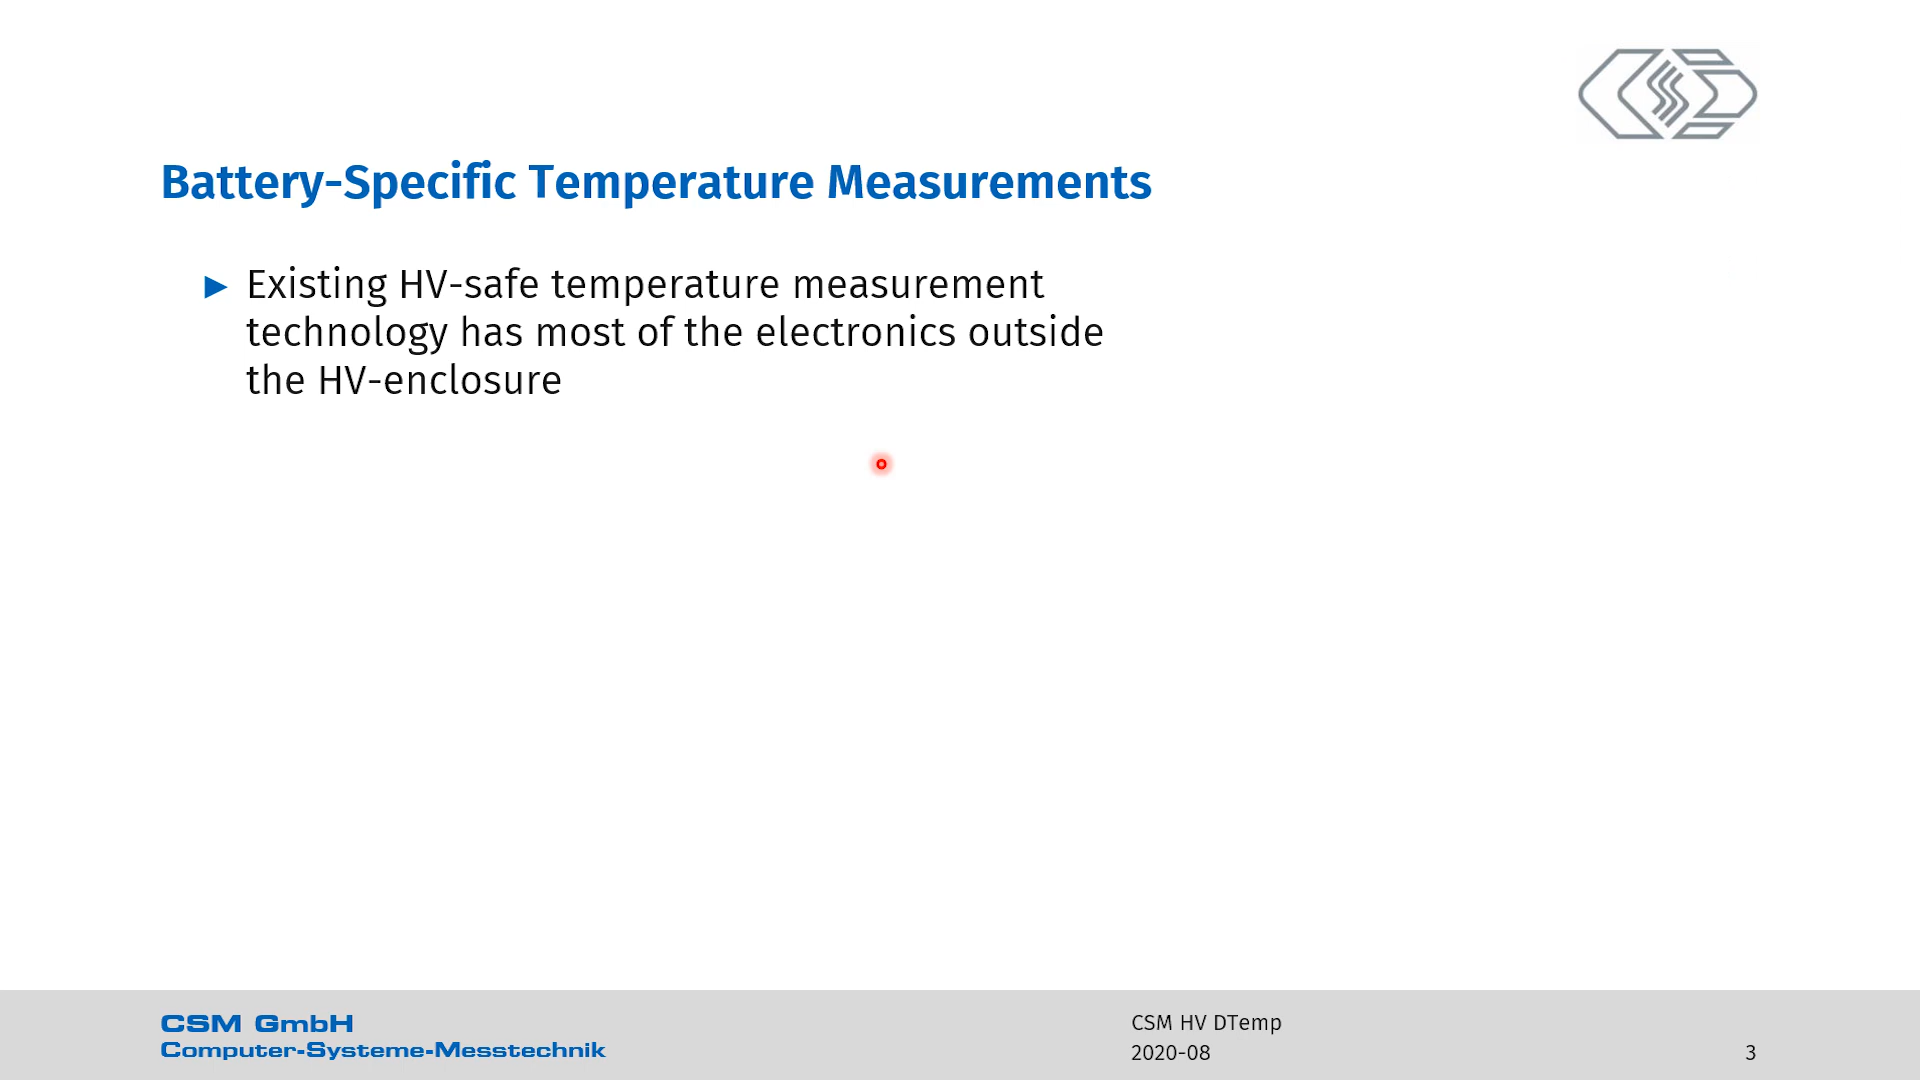 Battery-Specific Temperature Measurements
► Existing HV-safe temperature measurement
technology has most of the electronics outside
the HV-enclosure
CSM GmbH
Computer-Systeme-Messtechnik
CSM HV DTemp
2020-08
3